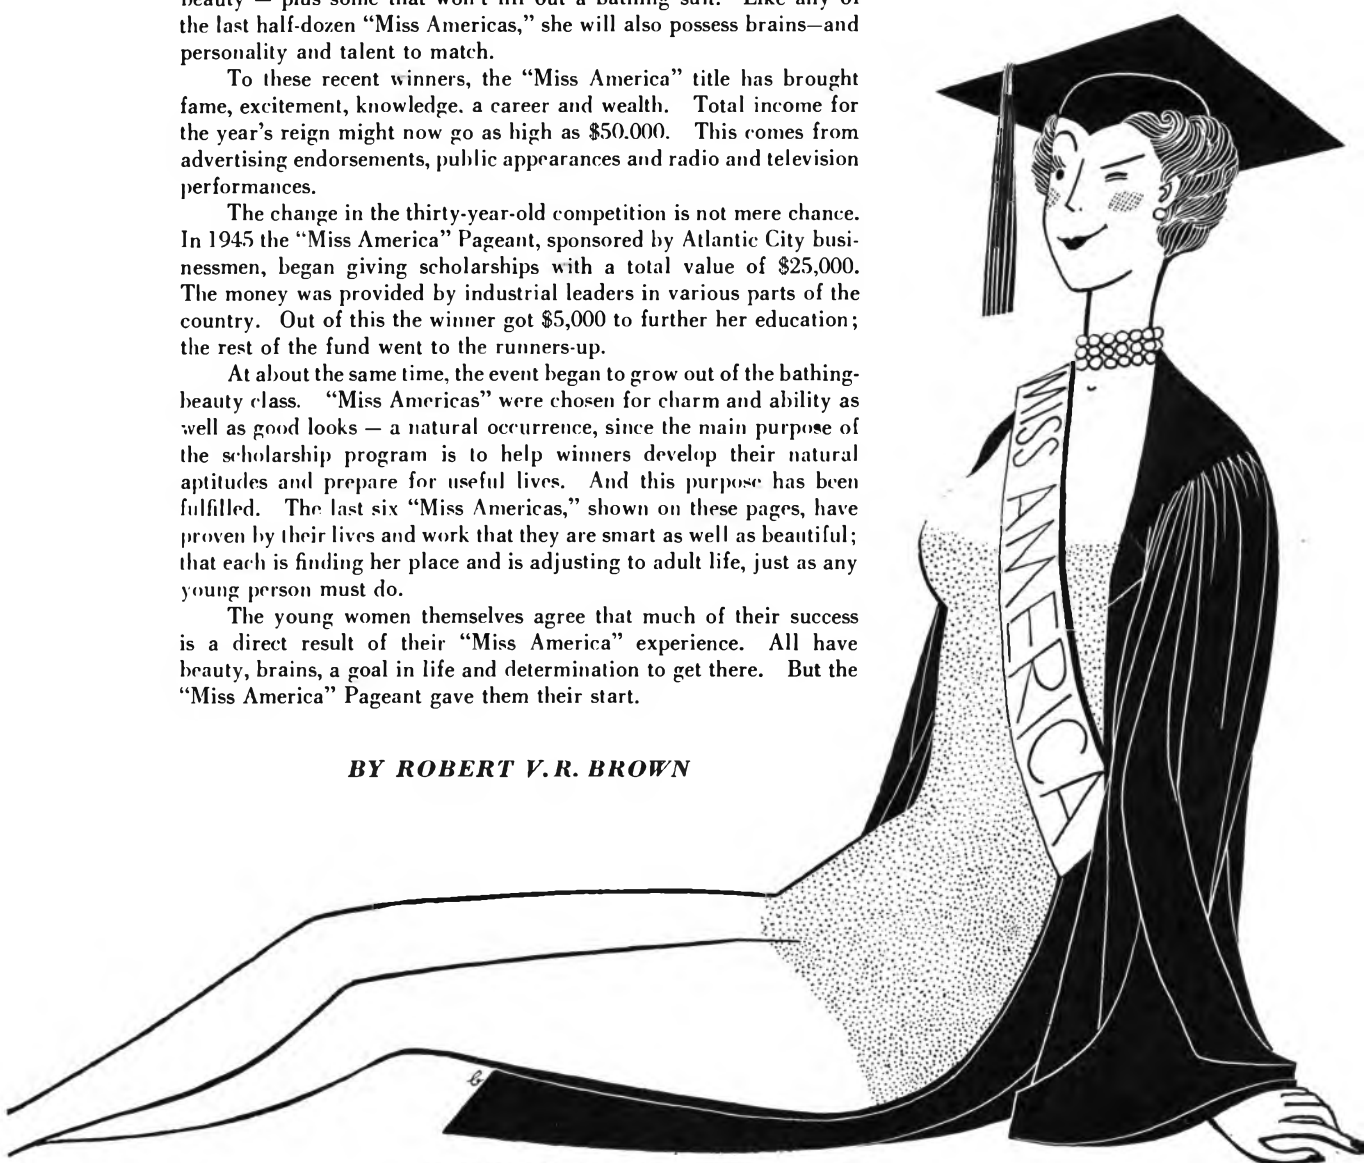 beauty — plus some that won't fill out a bathing suit. Like any of
the last half-dozen “Miss Americas,” she will also possess brains—and
personality and talent to match.
To these recent winners, the “Miss America” title has brought
fame, excitement, knowledge. a career and wealth. Total income for
the year's reign might now go as high as $50.000. This comes from
advertising endorsements, public appearances and radio and television
performances.
The change in the thirty-year-old competition is not mere chance.
In 1945 the “Miss America” Pageant, sponsored by Atlantic City busi-
nessmen, began giving scholarships with a total value of $25,000.
The money was provided by industrial leaders in various parts of the
country. Out of this the winner got $5,000 to further her education;
the rest of the fund went to the runners-up.
At about the same time, the event began to grow out of the bathing-
beauty class. “Miss Americas” were chosen for charm and ability as
well as good looks — a natural occurrence, since the main purpose of
the scholarship program is to help winners develop their natural
aptitudes and prepare for useful lives. And this purpose has been
fulfilled. The last six “Miss Americas,” shown on these pages, have
proven by their lives and work that they are smart as well as beautiful;
that each is finding her place and is adjusting to adult life, just as any
young person must do.
The young women themselves agree that much of their success
is a direct result of their “Miss America” experience. All have
beauty, brains, a goal in life and determination to get there. But the
“Miss America” Pageant gave them their start.
BY ROBERT V. R. BROWN
MISS AMERICA
b